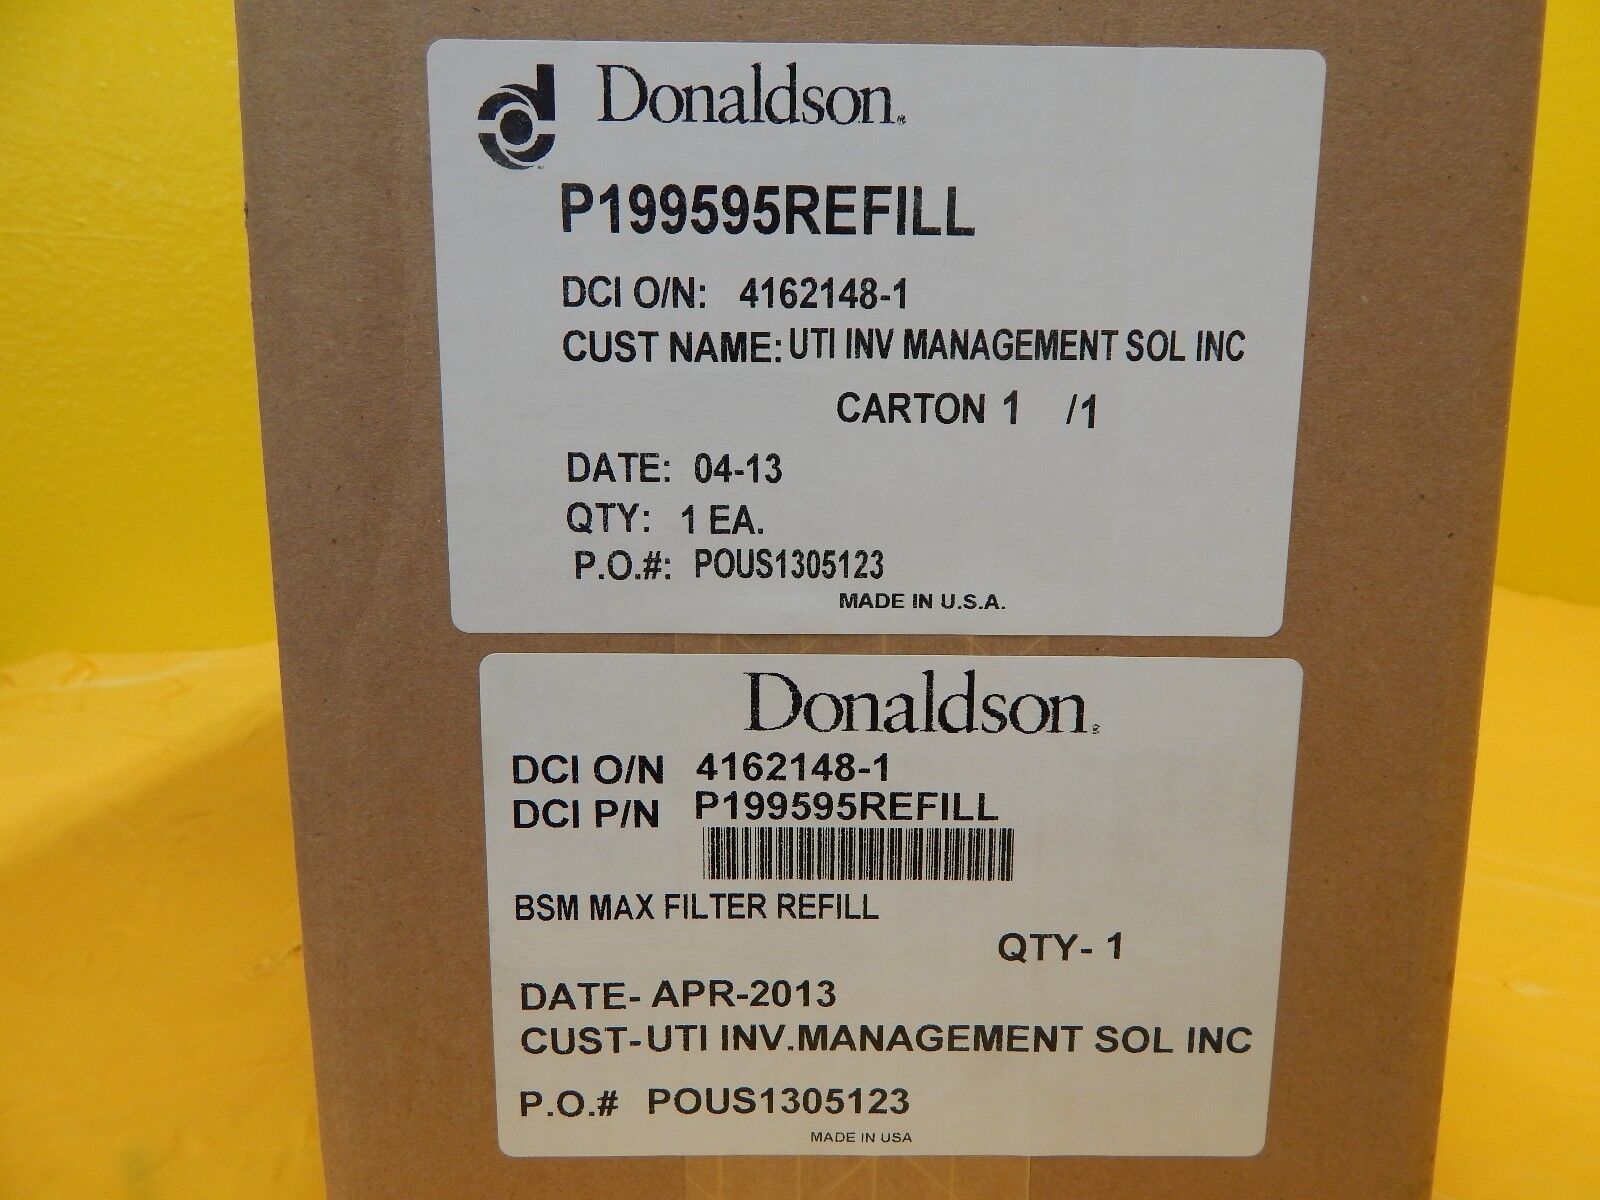 Donaldson®
P199595REFILL
DCI O/N: 4162148-1
CUST NAME: UTI INV MANAGEMENT SOL INC
CARTON 1 /1
DATE: 04-13
QTY: 1 EA.
P.O.#: POUS1305123
MADE IN U.S.A.
Donaldson®
DCI O/N 4162148-1
DCI P/N P199595REFILL
BSM MAX FILTER REFILL
QTY- 1
DATE- APR-2013
CUST-UTI INV.MANAGEMENT SOL INC
P.O.# POUS1305123
MADE IN USA